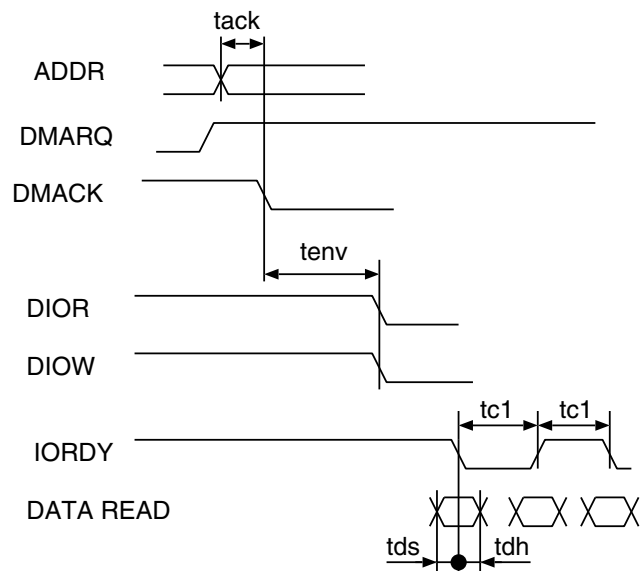 tack
ADDR
DMARQ
DMACK
tenv
DIOR
DIOW
tc1 tc1
IORDY
DATA READ
tds tdh